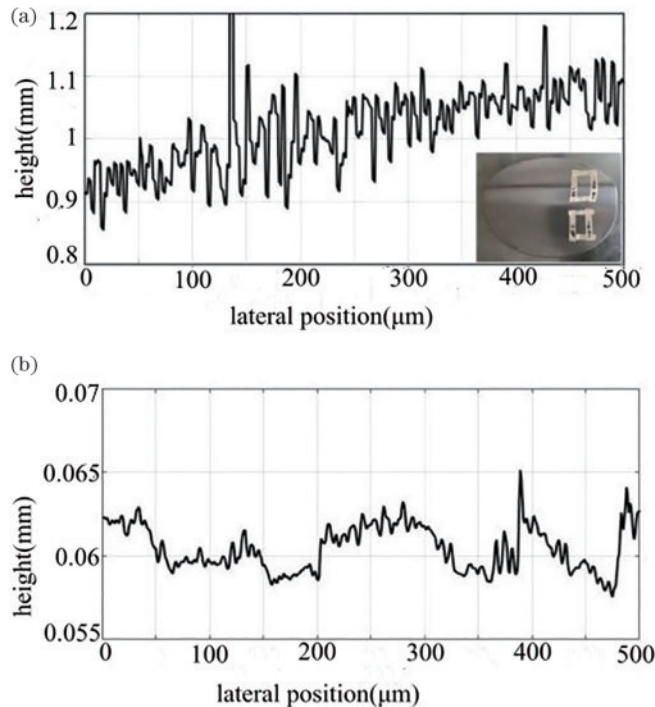 (a)
1.2
1.1
1
0.9
0.8
height(mm)
0 100 200 300 400 500
lateral position(μm)
(b)
0.07
0.065
0.06
0.055
height(mm)
0 100 200 300 400 500
lateral position(μm)